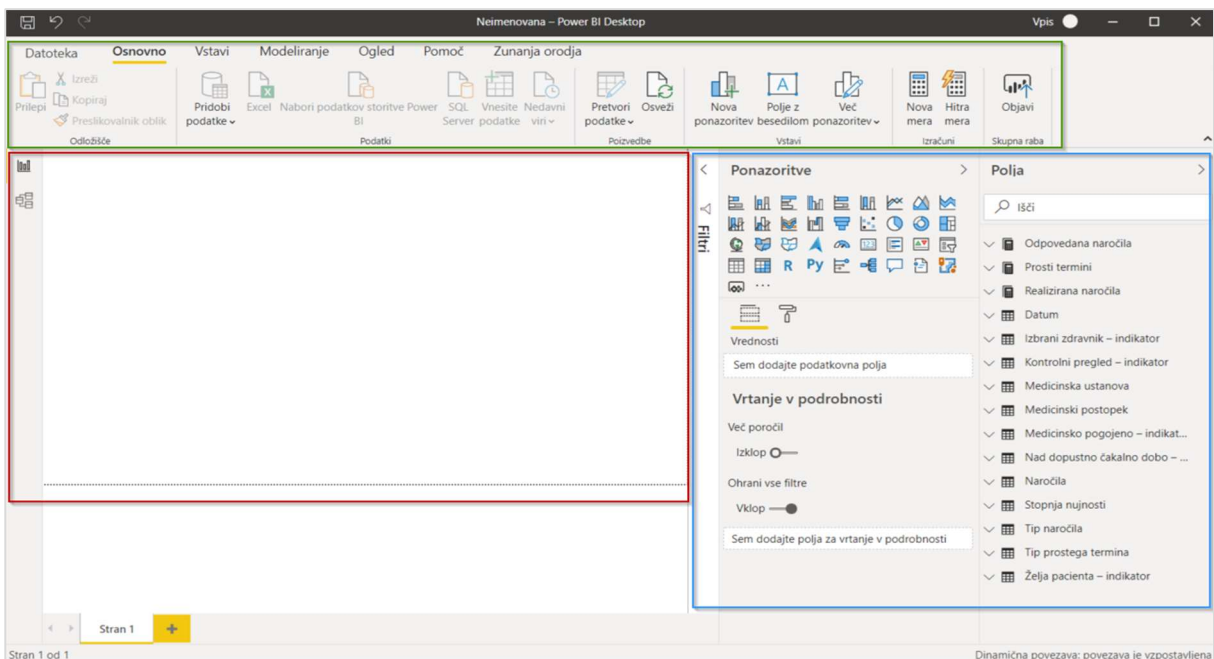 Neimenovana – Power BI Desktop
Vpis
Datoteka Osnovno Vstavi Modeliranje Ogled Pomoč Zunanja orodja
Prilepi
Izreži
Kopiraj
Preslikovalnik oblik
Odložišče
Pridobi
podatke
Excel
Nabori podatkov storitve Power
BI
SQL
Server
Vnesite
podatke
Nedavni
viri
Podatki
Pretvori
podatke
Osveži
Poizvedbe
Nova
ponazoritev
Polje z
besedilom
Več
ponazoritev
Vstavi
Nova
mera
Hitra
mera
Izračuni
Objavi
Skupna raba
Filtri
Ponazoritve
R Py
Vrednosti
Sem dodajte podatkovna polja
Vrtanje v podrobnosti
Več poročil
Izklop
Ohrani vse filtre
Vklop
Sem dodajte polja za vrtanje v podrobnosti
Polja
Išči
Odpovedana naročila
Prosti termini
Realizirana naročila
Datum
Izbrani zdravnik – indikator
Kontrolni pregled – indikator
Medicinska ustanova
Medicinski postopek
Medicinsko pogojeno – indikat...
Nad dopustno čakalno dobo – ...
Naročila
Stopnja nujnosti
Tip naročila
Tip prostega termina
Želja pacienta – indikator
Stran 1
Stran 1 od 1
Dinamična povezava: povezava je vzpostavljena